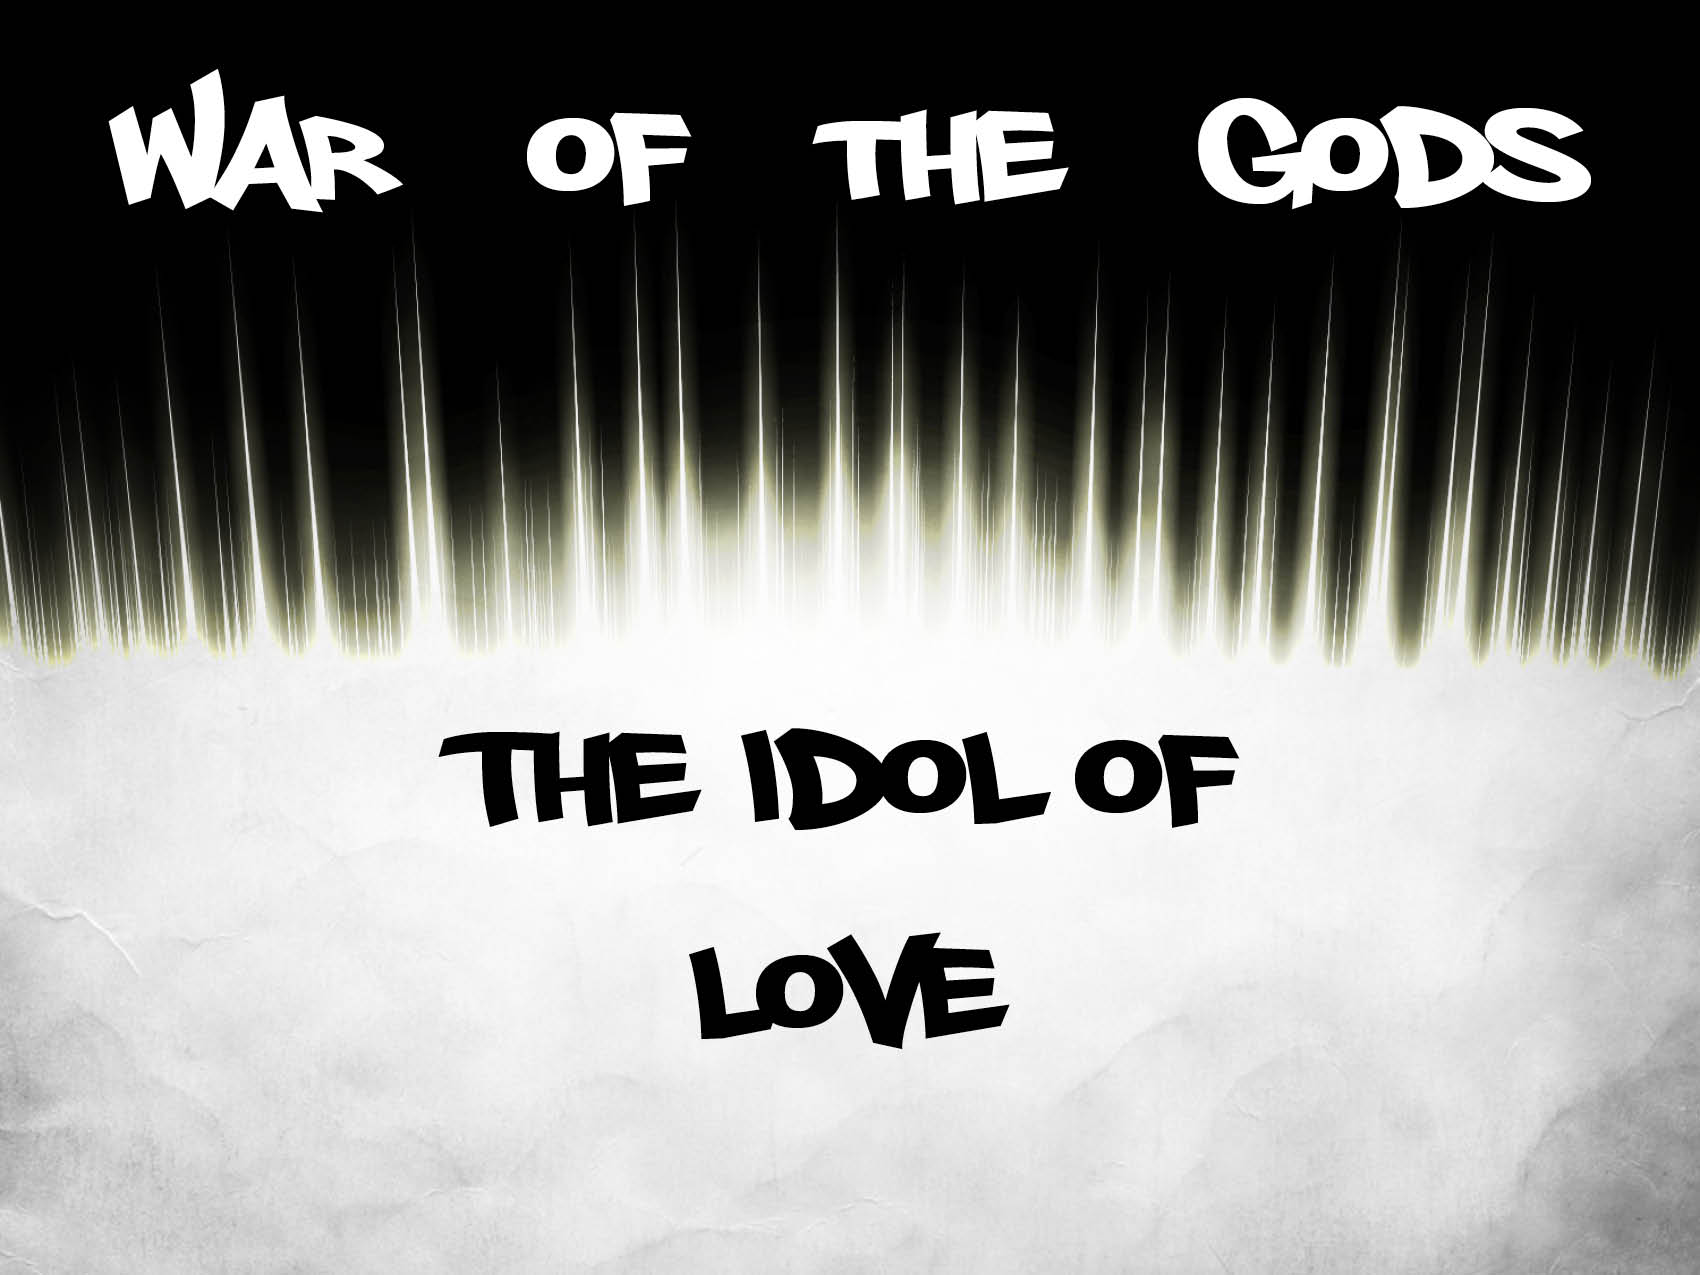 WAR OF THE GODS
THE IDOL OF
LOVE